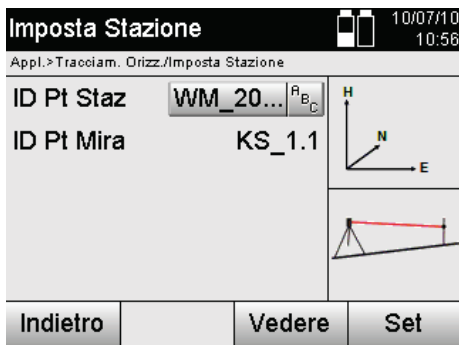 Imposta Stazione
10/07/10
10:56
Appl.>Tracciam. Orizz./Imposta Stazione
ID Pt Staz WM_20... ABC
ID Pt Mira KS_1.1
H
N
E
Indietro Vedere Set